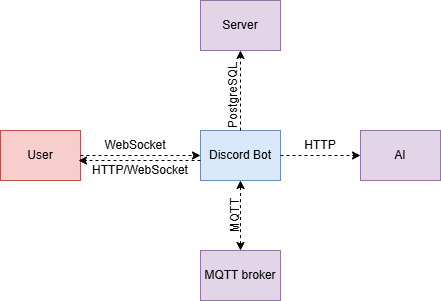 Server
PostgreSQL
WebSocket
HTTP
User
Discord Bot
AI
HTTP/WebSocket
MQTT
MQTT broker